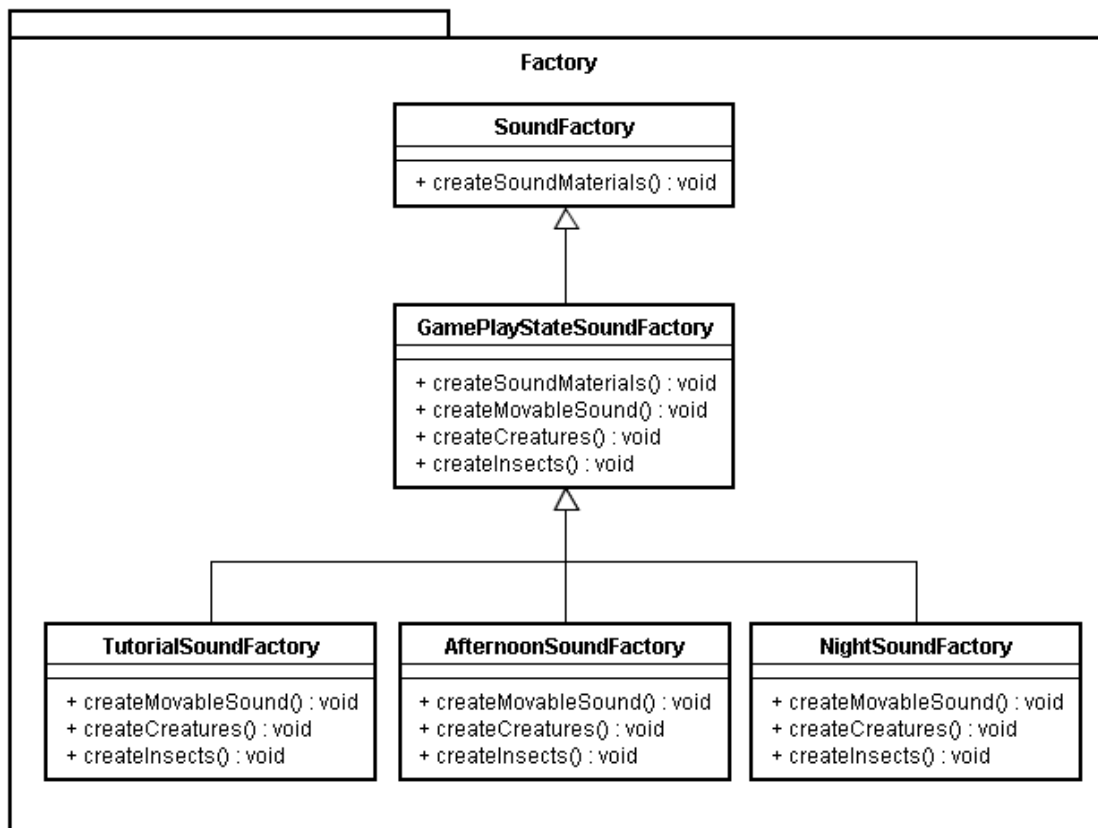 Factory
SoundFactory
+ createSoundMaterials() : void
GamePlayStateSoundFactory
+ createSoundMaterials() : void
+ createMovableSound() : void
+ createCreatures() : void
+ createInsects() : void
TutorialSoundFactory
+ createMovableSound() : void
+ createCreatures() : void
+ createInsects() : void
AfternoonSoundFactory
+ createMovableSound() : void
+ createCreatures() : void
+ createInsects() : void
NightSoundFactory
+ createMovableSound() : void
+ createCreatures() : void
+ createInsects() : void